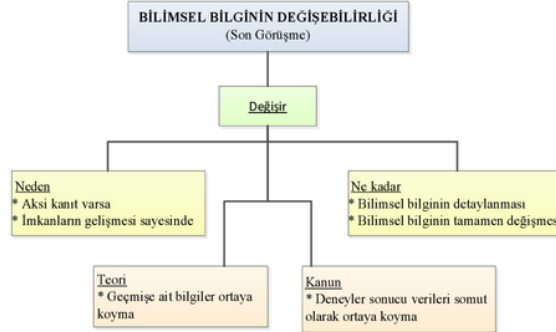 BİLİMSEL BİLGİNİN DEĞİŞEBİLİRLİĞİ
(Son Görüşme)
Değişir
Neden
* Aksi kanıt varsa
* İmkanların gelişmesi sayesinde
Ne kadar
* Bilimsel bilginin detaylanması
* Bilimsel bilginin tamamen değişmes
Teori
* Geçmişe ait bilgiler ortaya
koyma
Kanun
* Deneyler sonucu verileri somut
olarak ortaya koyma